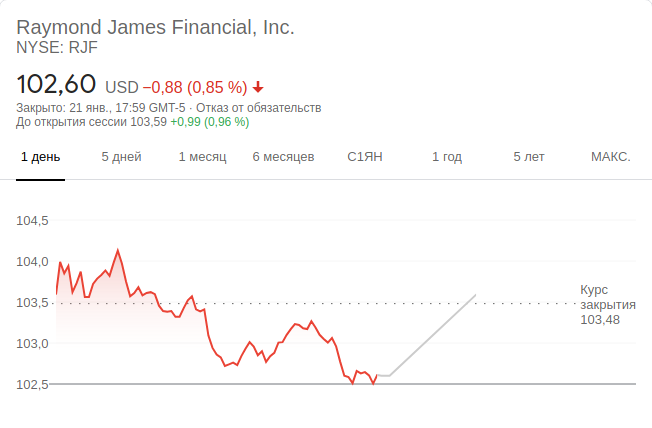 Raymond James Financial, Inc.
NYSE: RJF
102,60 USD −0,88 (0,85 %)
Закрыто: 21 янв., 17:59 GMT-5 · Отказ от обязательств
До открытия сессии 103,59 +0,99 (0,96 %)
1 день 5 дней 1 месяц 6 месяцев С1ЯН 1 год 5 лет МАКС.
104,5
104,0
103,5
103,0
102,5
Курс
закрытия
103,48